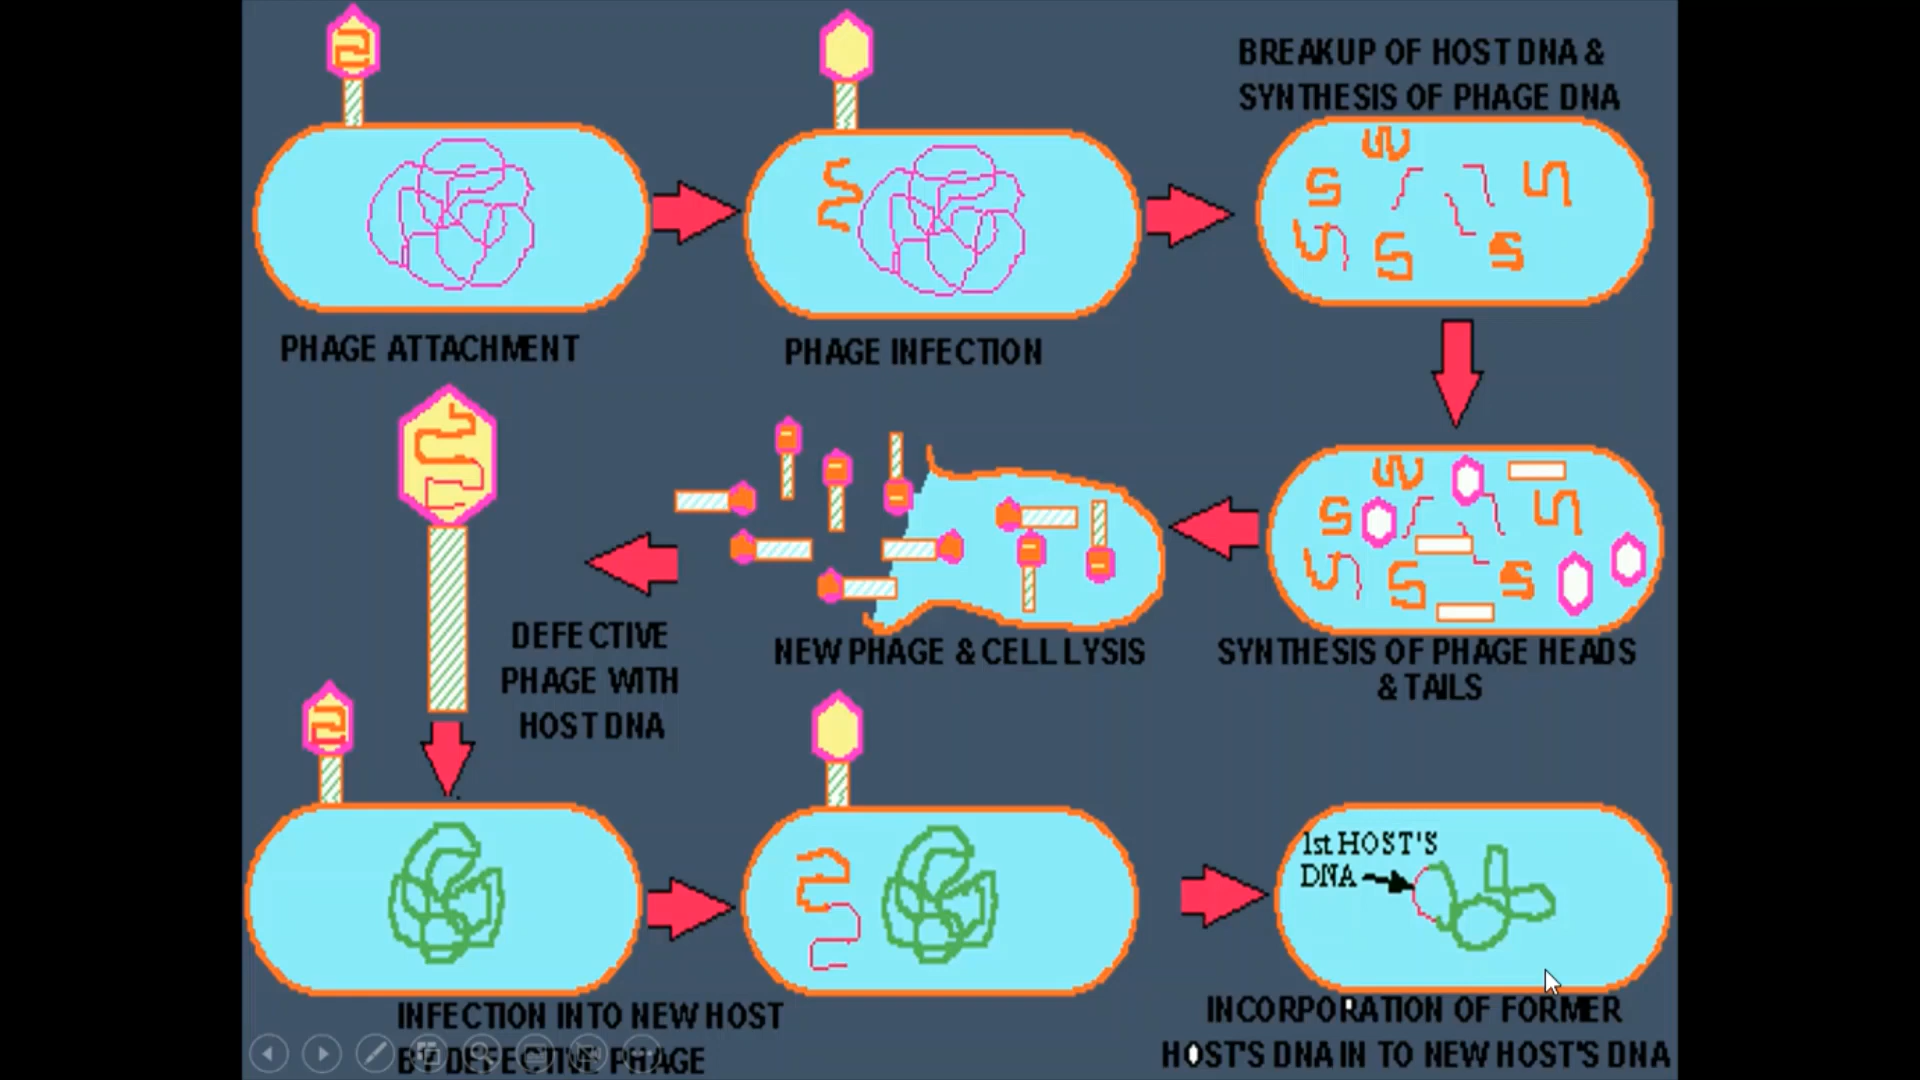 BREAKUP OF HOST DNA &
SYNTHESIS OF PHAGE DNA
PHAGE ATTACHMENT
PHAGE INFECTION
DEFECTIVE
PHAGE WITH
HOST DNA
NEW PHAGE & CELL LYSIS
SYNTHESIS OF PHAGE HEADS
& TAILS
1st HOST'S
DNA
INFECTION INTO NEW HOST
BY DEFECTIVE PHAGE
INCORPORATION OF FORMER
HOST'S DNA IN TO NEW HOST'S DNA